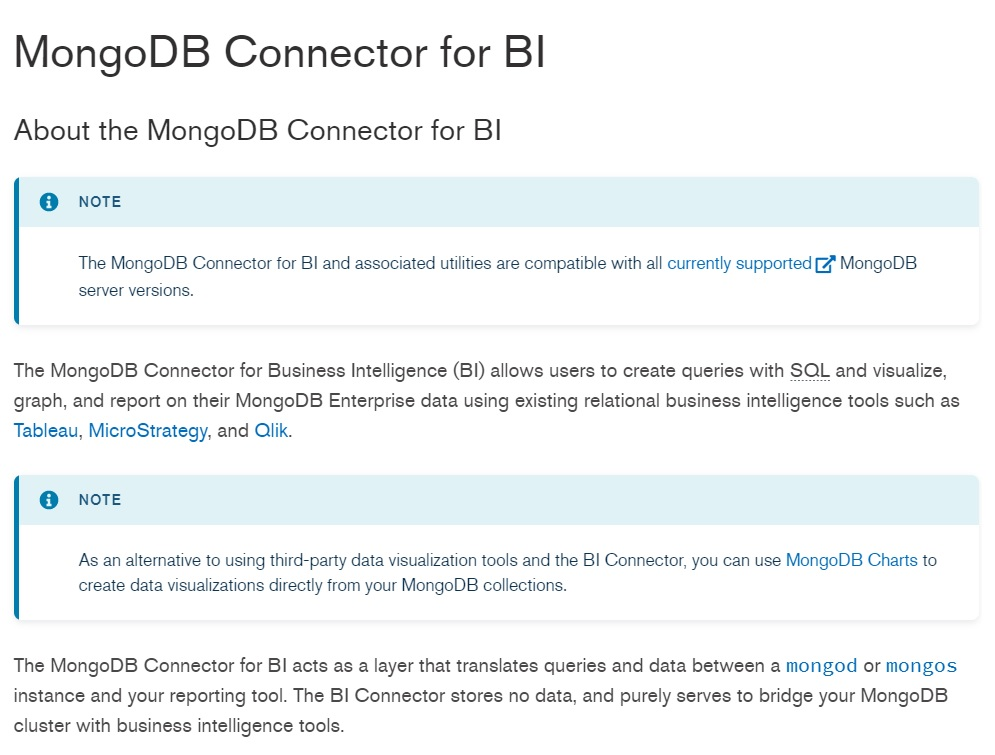 MongoDB Connector for BI
About the MongoDB Connector for BI
NOTE
The MongoDB Connector for BI and associated utilities are compatible with all currently supported MongoDB
server versions.
The MongoDB Connector for Business Intelligence (BI) allows users to create queries with SQL and visualize,
graph, and report on their MongoDB Enterprise data using existing relational business intelligence tools such as
Tableau, MicroStrategy, and Qlik.
NOTE
As an alternative to using third-party data visualization tools and the BI Connector, you can use MongoDB Charts to
create data visualizations directly from your MongoDB collections.
The MongoDB Connector for BI acts as a layer that translates queries and data between a mongod or mongos
instance and your reporting tool. The BI Connector stores no data, and purely serves to bridge your MongoDB
cluster with business intelligence tools.